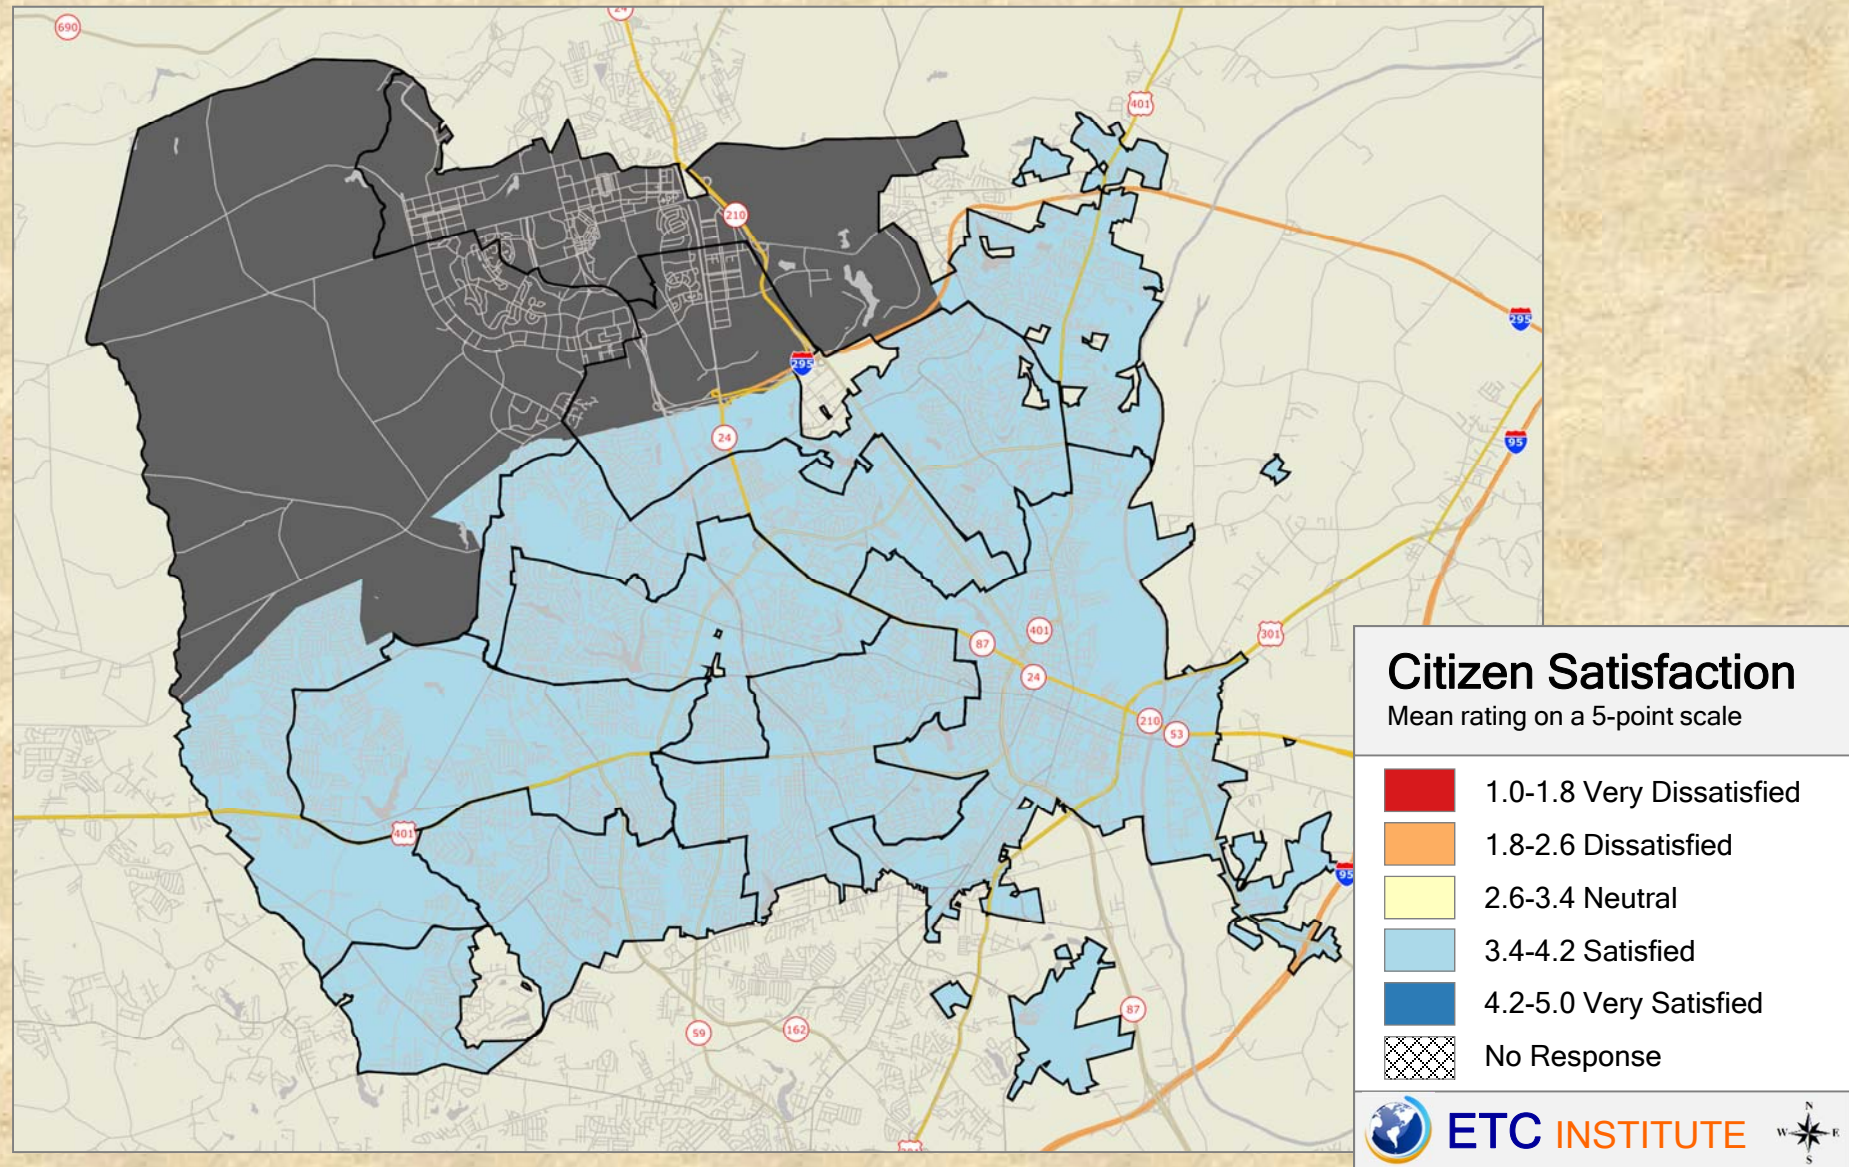 690
24
401
210
295
295
24
95
301
87
401
24
210
53
401
95
87
59
162
Citizen Satisfaction
Mean rating on a 5-point scale
1.0-1.8 Very Dissatisfied
1.8-2.6 Dissatisfied
2.6-3.4 Neutral
3.4-4.2 Satisfied
4.2-5.0 Very Satisfied
No Response
ETC INSTITUTE
N
W E
S